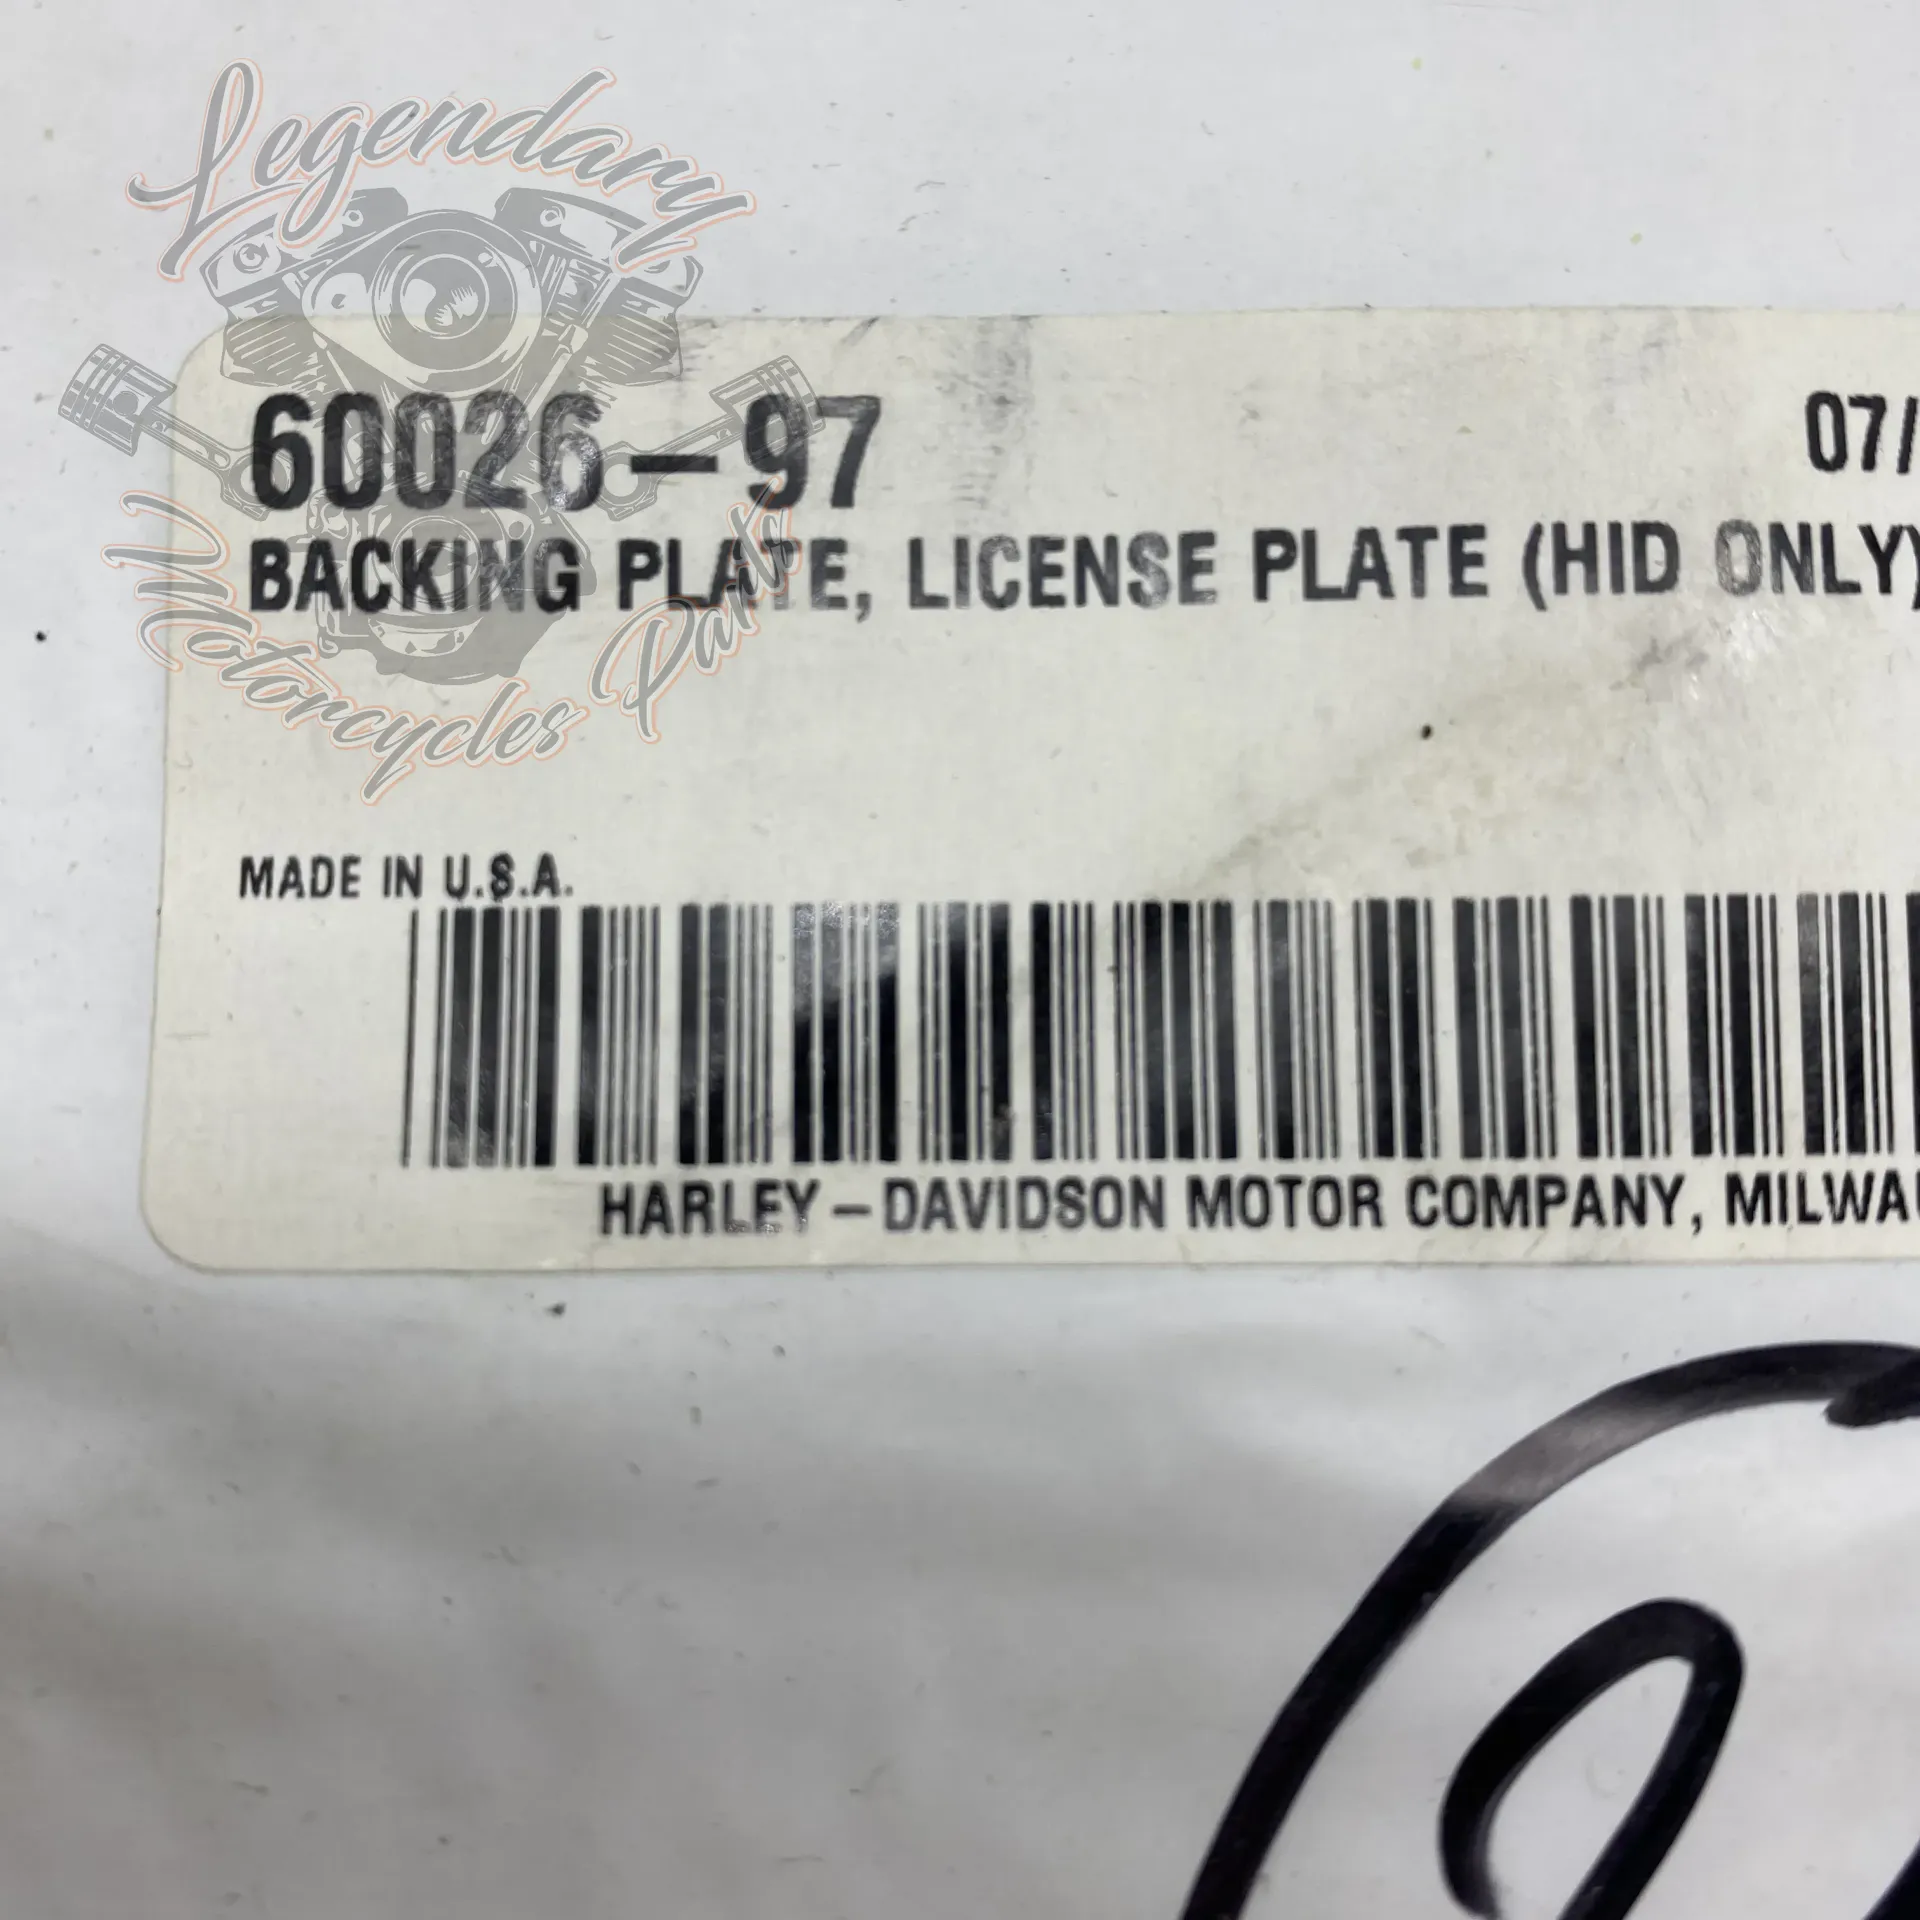 Legendary
60026-97 07/
BACKING PLATE, LICENSE PLATE (HID ONLY)
Motorcycles Parts
MADE IN U.S.A.
HARLEY-DAVIDSON MOTOR COMPANY, MILWAU